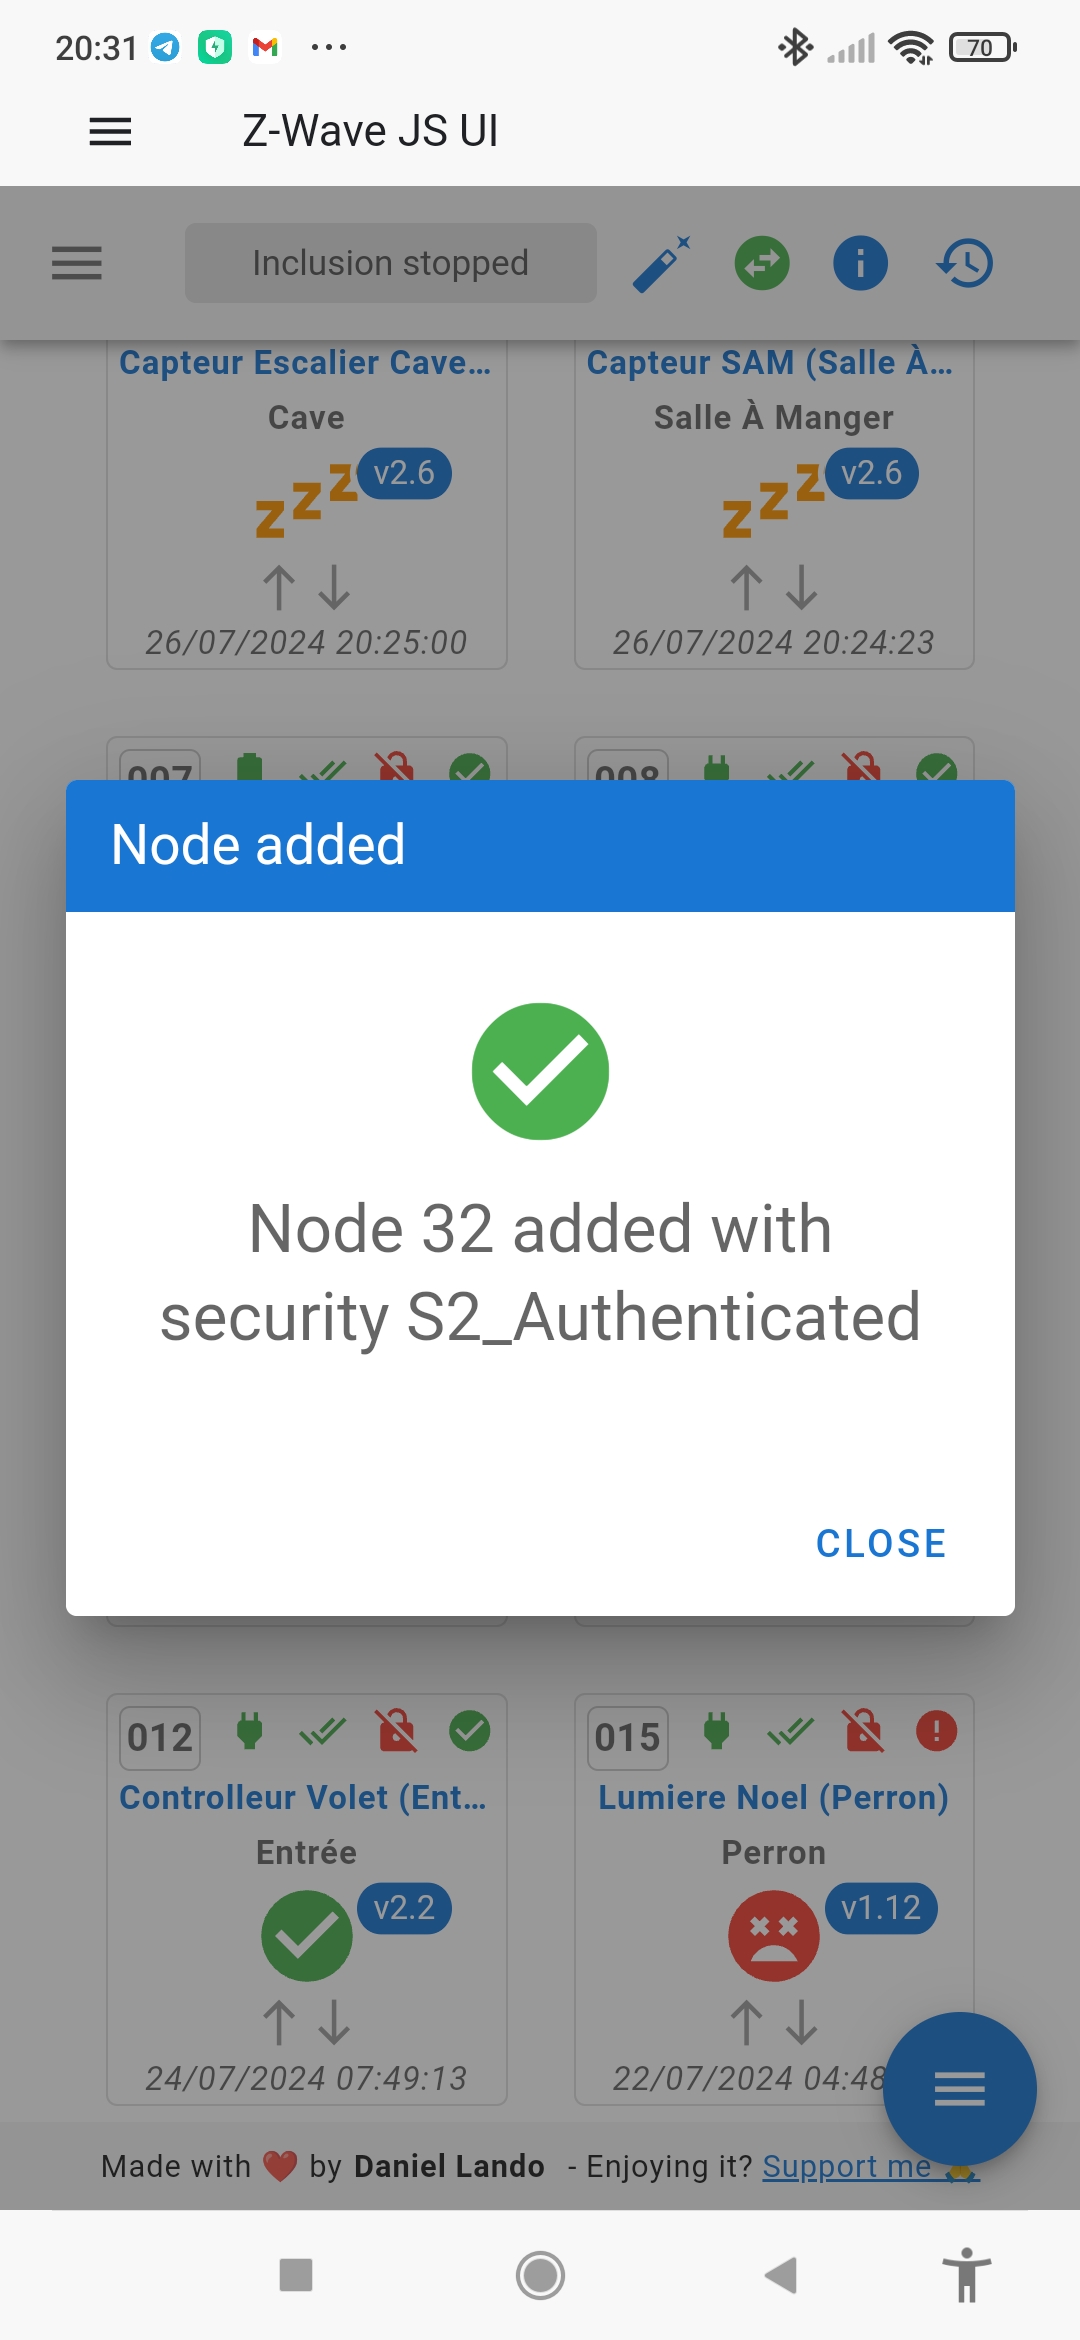 20:31
70
Z-Wave JS UI
Inclusion stopped
Capteur Escalier Cave... Capteur SAM (Salle À...
Cave Salle À Manger
v2.6 v2.6
26/07/2024 20:25:00 26/07/2024 20:24:23
007 008
Node added
Node 32 added with
security S2_Authenticated
CLOSE
012 015
Controlleur Volet (Ent... Lumiere Noel (Perron)
Entrée Perron
v2.2 v1.12
24/07/2024 07:49:13 22/07/2024 04:48
Made with ❤️ by Daniel Lando - Enjoying it? Support me